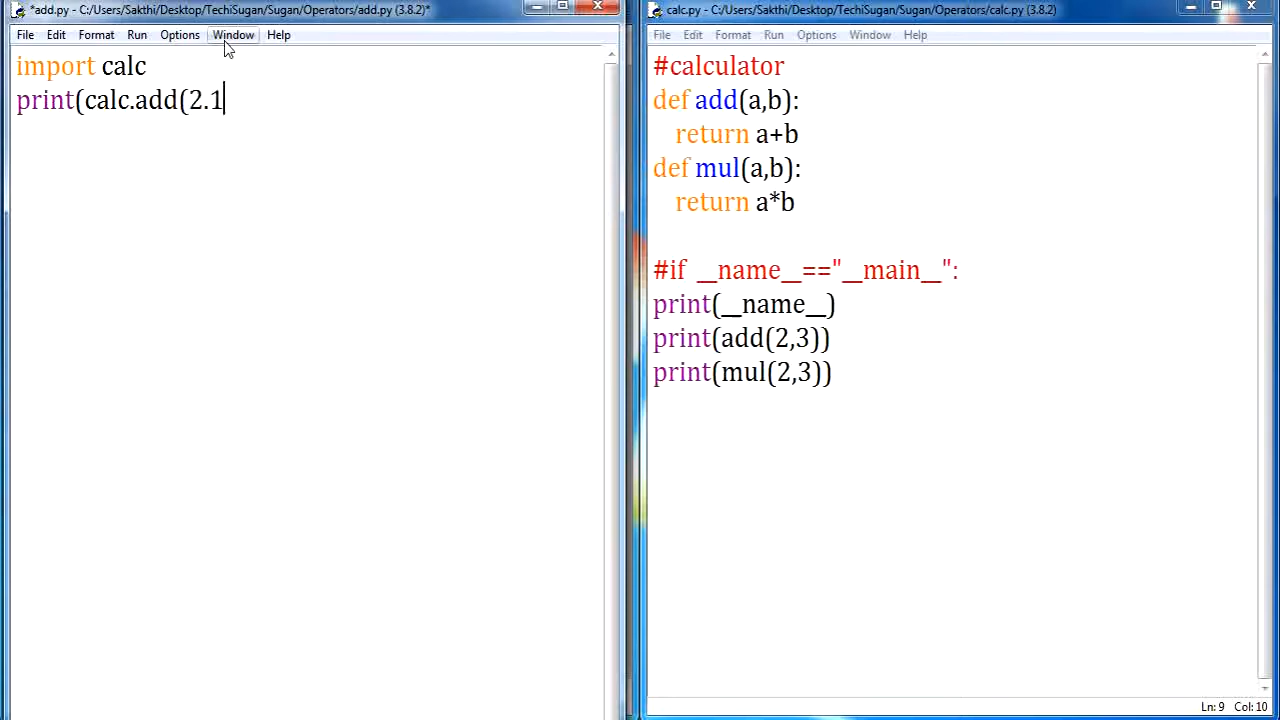 *add.py - C:/Users/Sakthi/Desktop/TechiSugan/Sugan/Operators/add.py (3.8.2)*
File Edit Format Run Options Window Help
import calc
print(calc.add(2.1
calc.py - C:/Users/Sakthi/Desktop/TechiSugan/Sugan/Operators/calc.py (3.8.2)
File Edit Format Run Options Window Help
#calculator
def add(a,b):
    return a+b
def mul(a,b):
    return a*b
#if __name__=="__main__":
print(__name__)
print(add(2,3))
print(mul(2,3))
Ln: 9 Col: 10